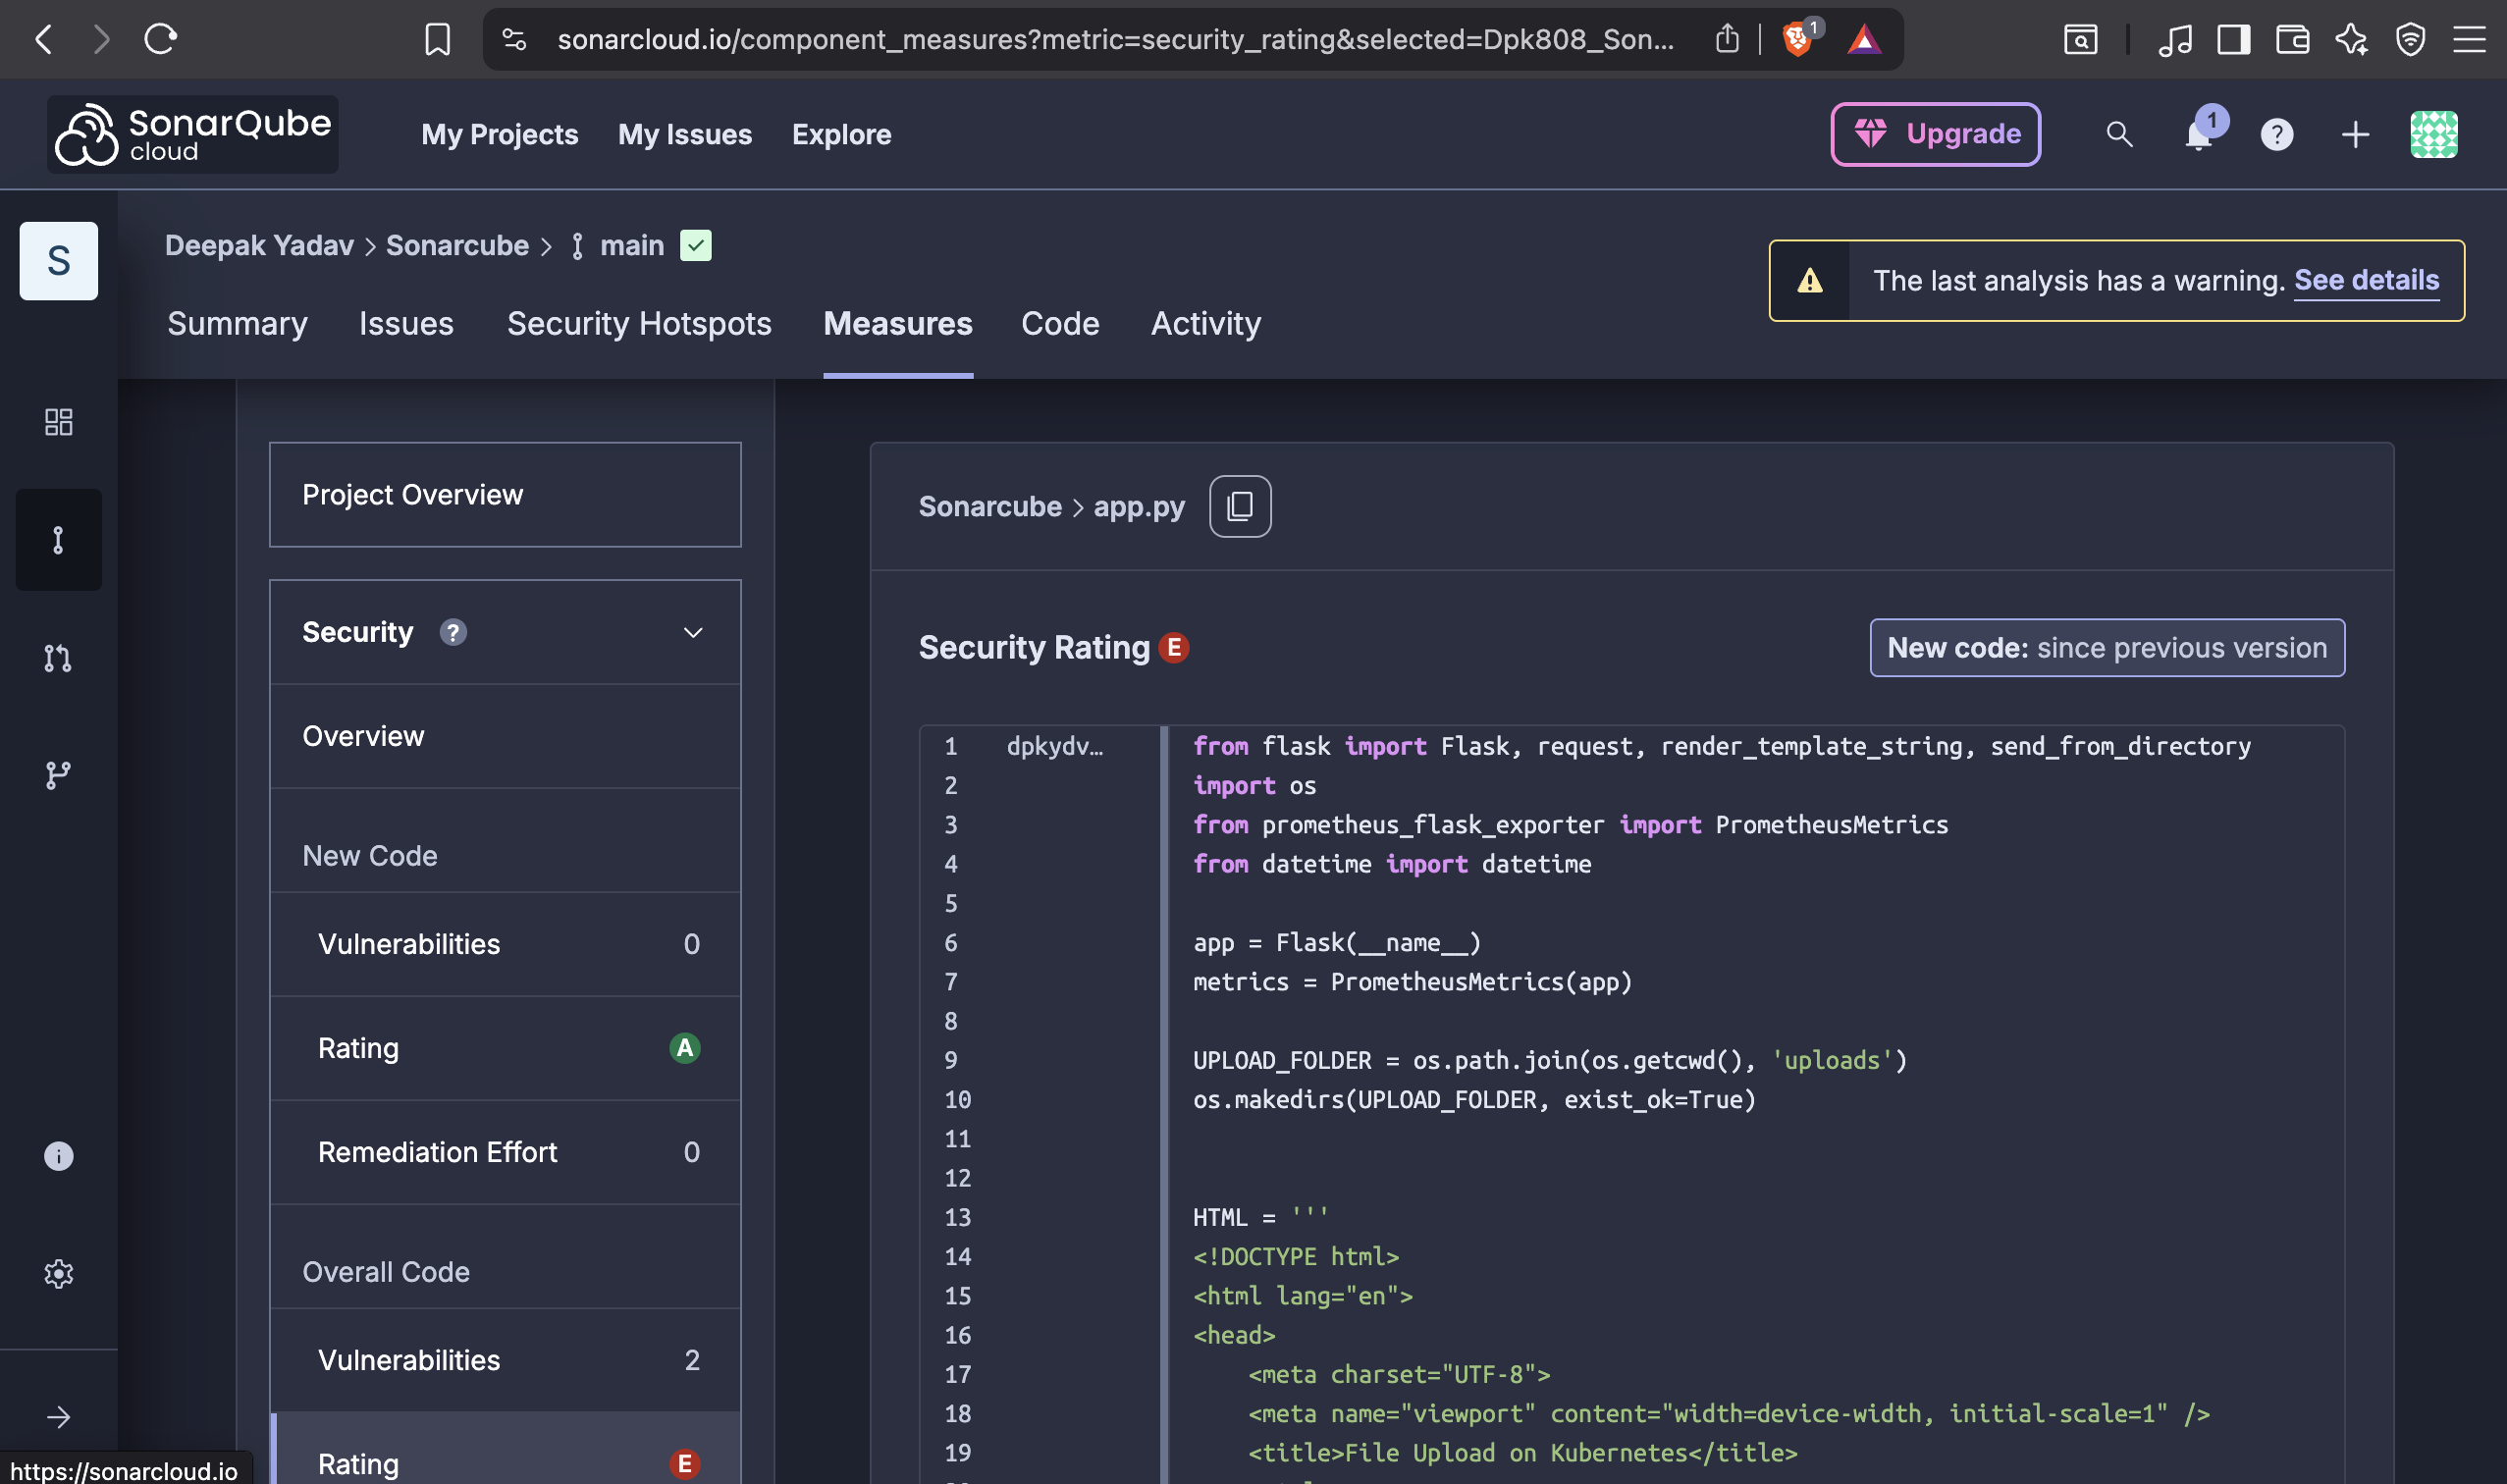 sonarcloud.io/component_measures?metric=security_rating&selected=Dpk808_Son...
1
SonarQube
cloud
My Projects
My Issues
Explore
Upgrade
1
?
S
Deepak Yadav > Sonarcube > main
The last analysis has a warning. See details
Summary
Issues
Security Hotspots
Measures
Code
Activity
Project Overview
Security ?
Overview
New Code
Vulnerabilities 0
Rating A
Remediation Effort 0
Overall Code
Vulnerabilities 2
Rating E
Sonarcube > app.py
Security Rating E
New code: since previous version
1 dpkydv... from flask import Flask, request, render_template_string, send_from_directory
2 import os
3 from prometheus_flask_exporter import PrometheusMetrics
4 from datetime import datetime
5
6 app = Flask(__name__)
7 metrics = PrometheusMetrics(app)
8
9 UPLOAD_FOLDER = os.path.join(os.getcwd(), 'uploads')
10 os.makedirs(UPLOAD_FOLDER, exist_ok=True)
11
12
13 HTML = '''
14 <!DOCTYPE html>
15 <html lang="en">
16 <head>
17 <meta charset="UTF-8">
18 <meta name="viewport" content="width=device-width, initial-scale=1" />
19 <title>File Upload on Kubernetes</title>
https://sonarcloud.io